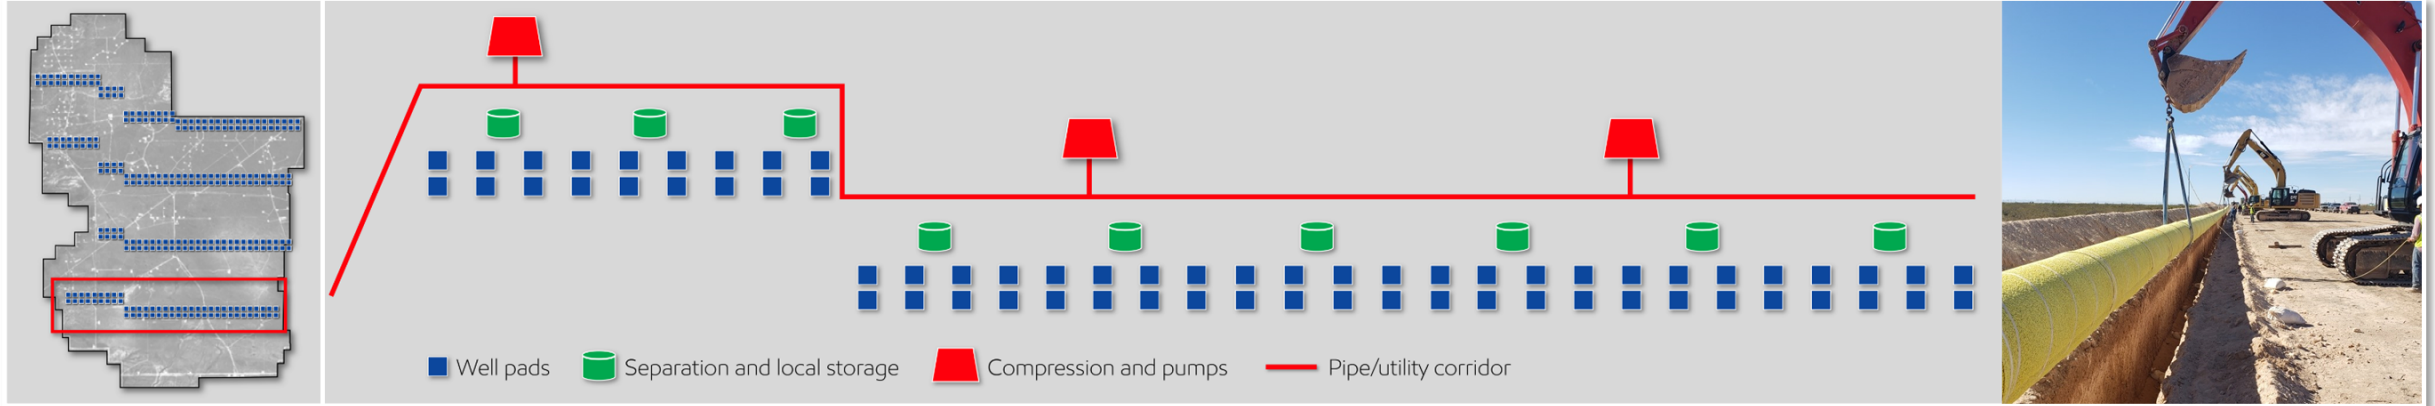 Well pads
Separation and local storage
Compression and pumps
Pipe/utility corridor